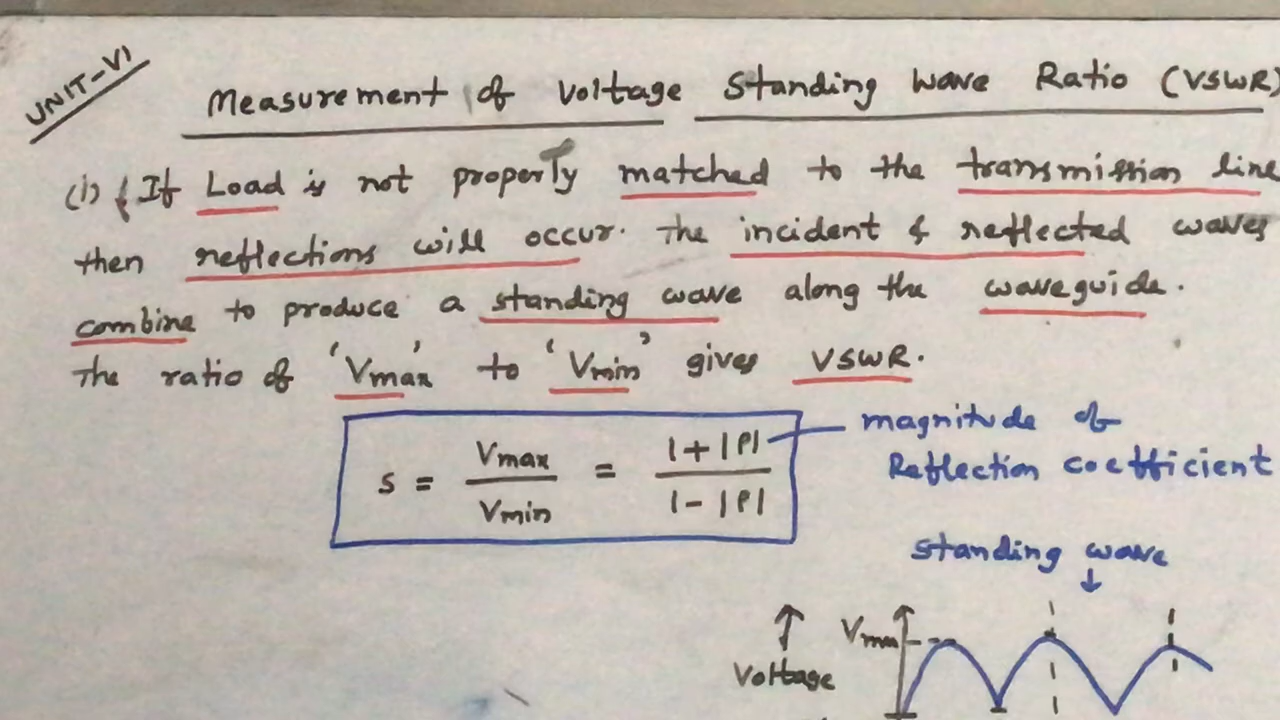 UNIT-VI
Measurement of Voltage Standing Wave Ratio (VSWR)
(i) If Load is not properly matched to the transmission line
then reflections will occur. The incident & reflected waves
combine to produce a standing wave along the waveguide.
The ratio of 'Vmax' to 'Vmin' gives VSWR.
S = Vmax / Vmin = 1+|ρ| / 1-|ρ|
magnitude of
Reflection coefficient
standing wave
Vmax
Voltage